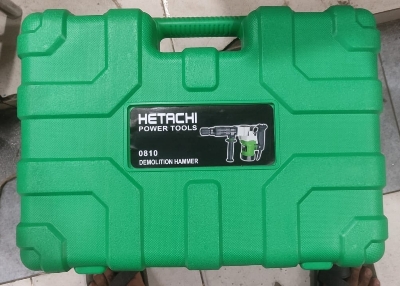 HETACHI
POWER TOOLS
0810
DEMOLITION HAMMER